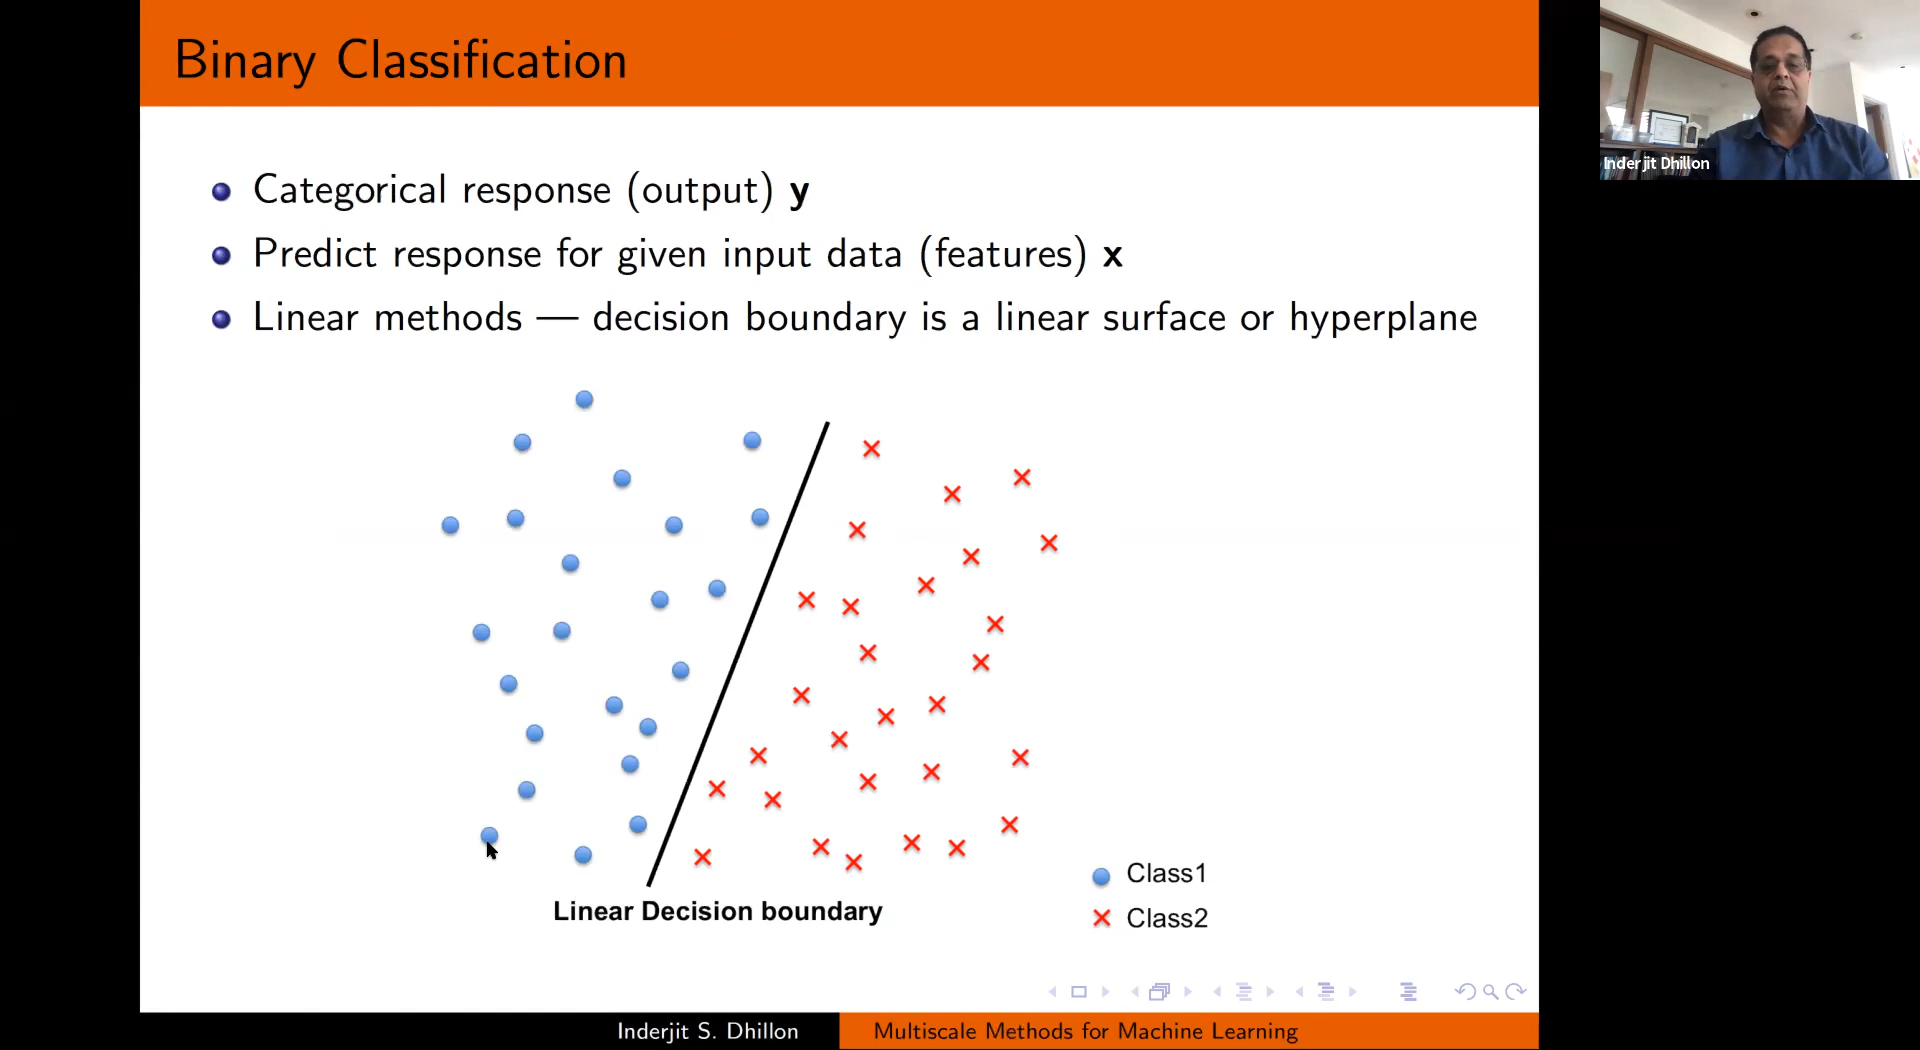 Binary Classification
Categorical response (output) y
Predict response for given input data (features) x
Linear methods — decision boundary is a linear surface or hyperplane
Linear Decision boundary
Class1
Class2
Inderjit S. Dhillon
Multiscale Methods for Machine Learning
Inderjit Dhillon